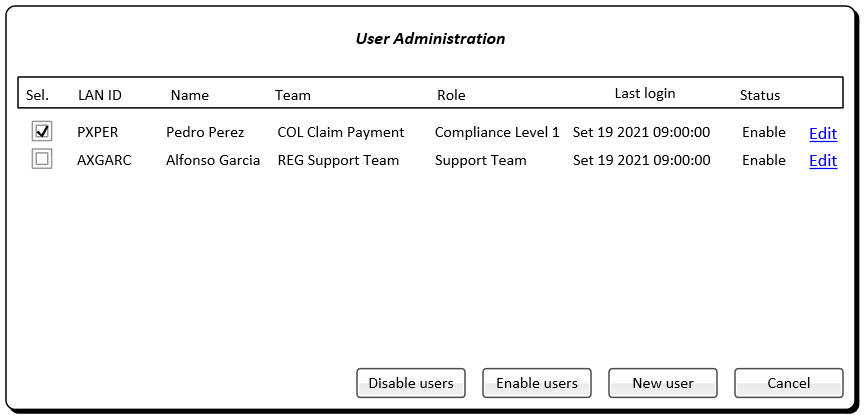 User Administration
Sel. LAN ID Name Team Role Last login Status
PXPER Pedro Perez COL Claim Payment Compliance Level 1 Set 19 2021 09:00:00 Enable Edit
AXGARC Alfonso Garcia REG Support Team Support Team Set 19 2021 09:00:00 Enable Edit
Disable users Enable users New user Cancel